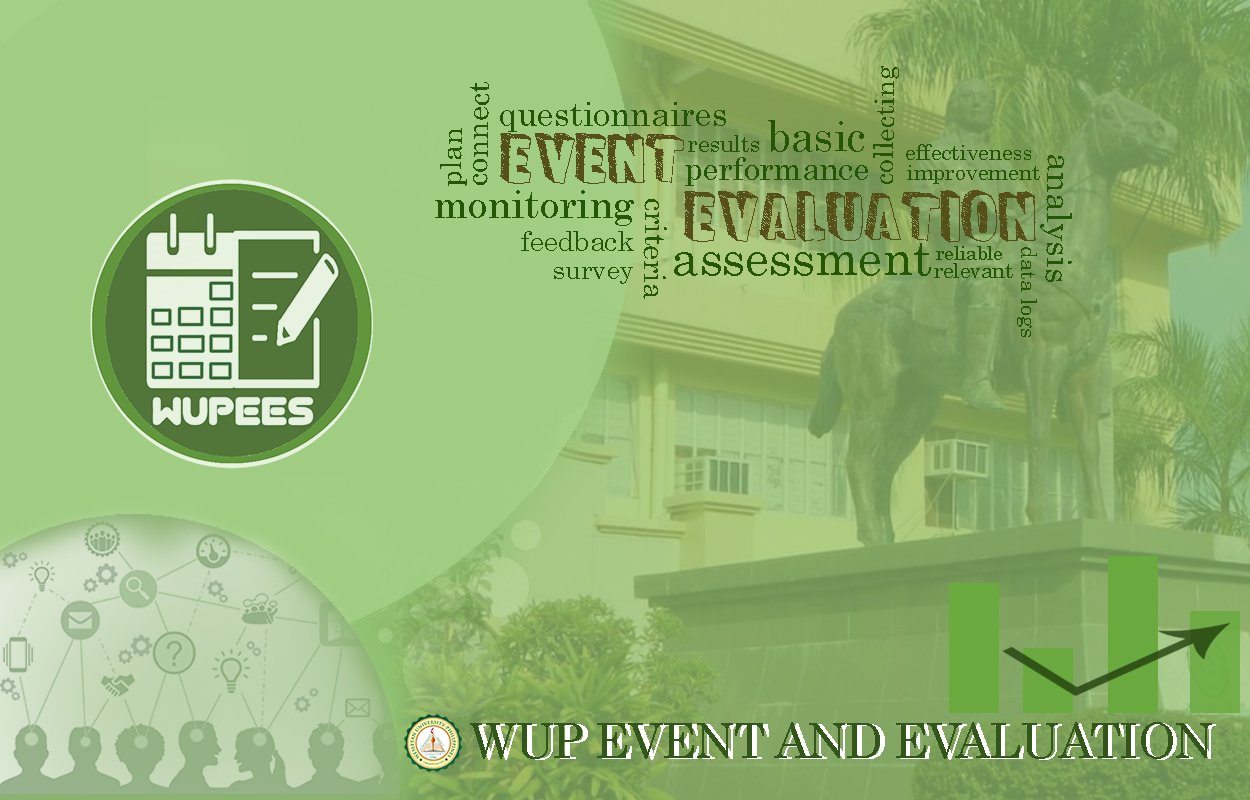 plan
connect
questionnaires
EVENT
results
basic
collecting
effectiveness
performance
improvement
analysis
monitoring
criteria
EVALUATION
feedback
assessment
reliable
survey
relevant
data logs
WUPEES
WUP EVENT AND EVALUATION